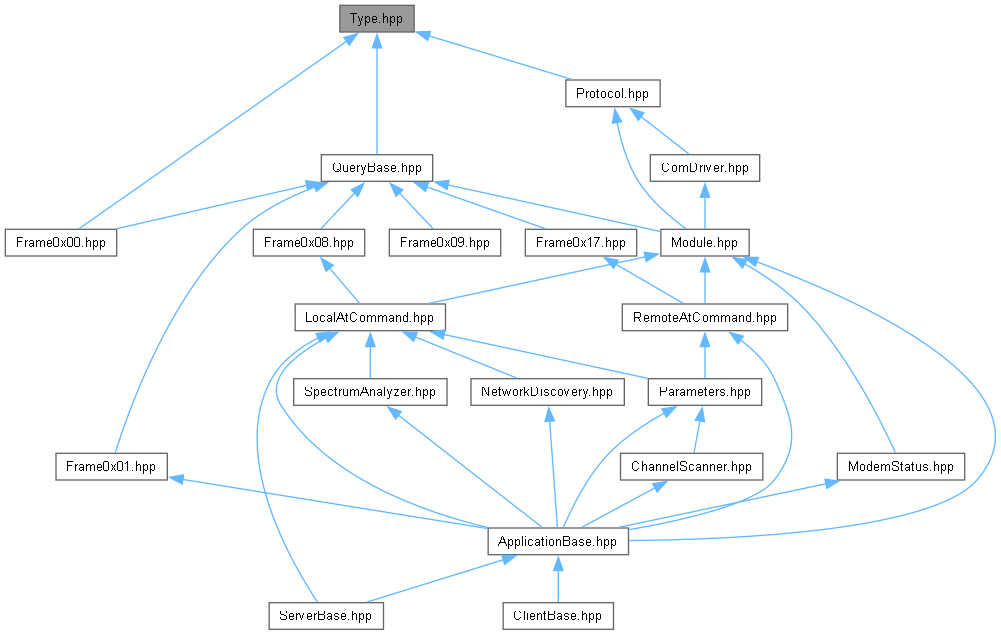 Type.hpp
Protocol.hpp
QueryBase.hpp
ComDriver.hpp
Frame0x00.hpp
Frame0x08.hpp
Frame0x09.hpp
Frame0x17.hpp
Module.hpp
LocalAtCommand.hpp
RemoteAtCommand.hpp
SpectrumAnalyzer.hpp
NetworkDiscovery.hpp
Parameters.hpp
Frame0x01.hpp
ChannelScanner.hpp
ModemStatus.hpp
ApplicationBase.hpp
ServerBase.hpp
ClientBase.hpp